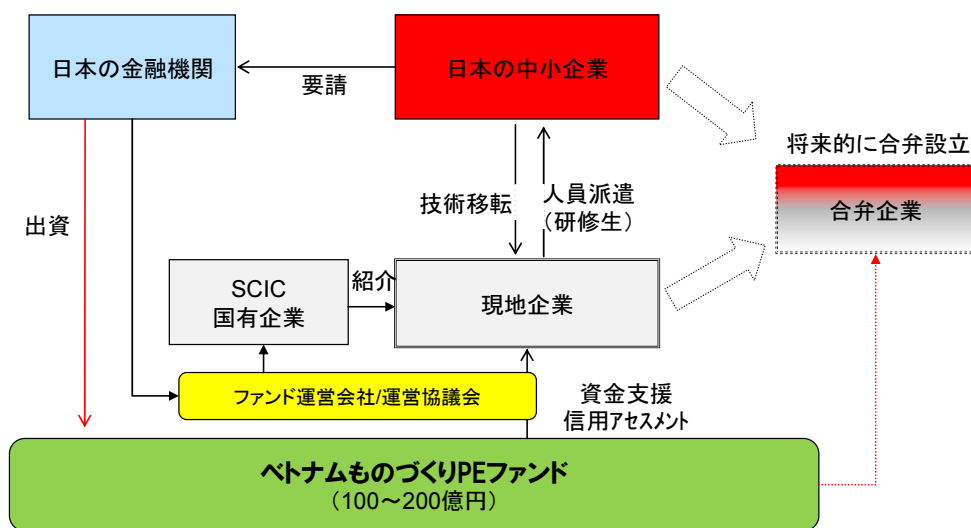 日本の金融機関
要請
日本の中小企業
将来的に合弁設立
合弁企業
出資
技術移転
人員派遣
(研修生)
SCIC
国有企業
紹介
現地企業
ファンド運営会社/運営協議会
資金支援
信用アセスメント
ベトナムものづくりPEファンド
(100～200億円)